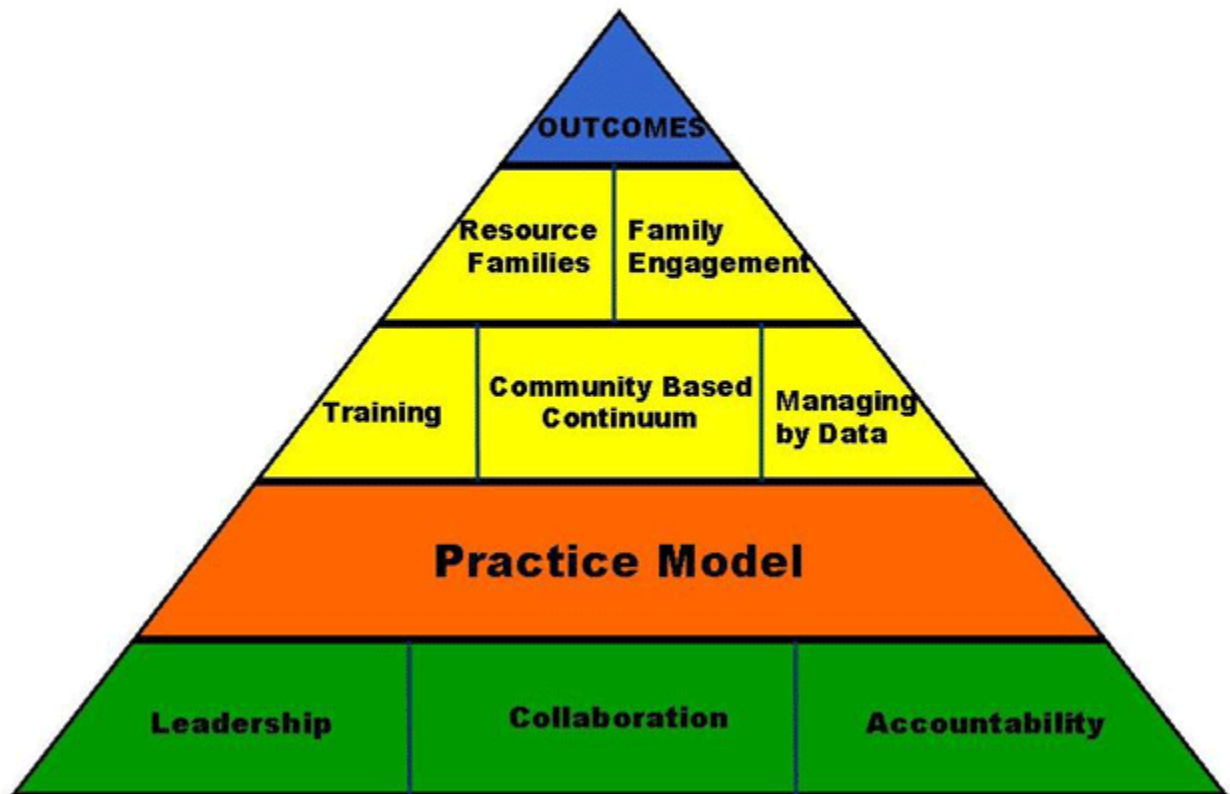 OUTCOMES
Resource
Families
Family
Engagement
Training
Community Based
Continuum
Managing
by Data
Practice Model
Leadership
Collaboration
Accountability